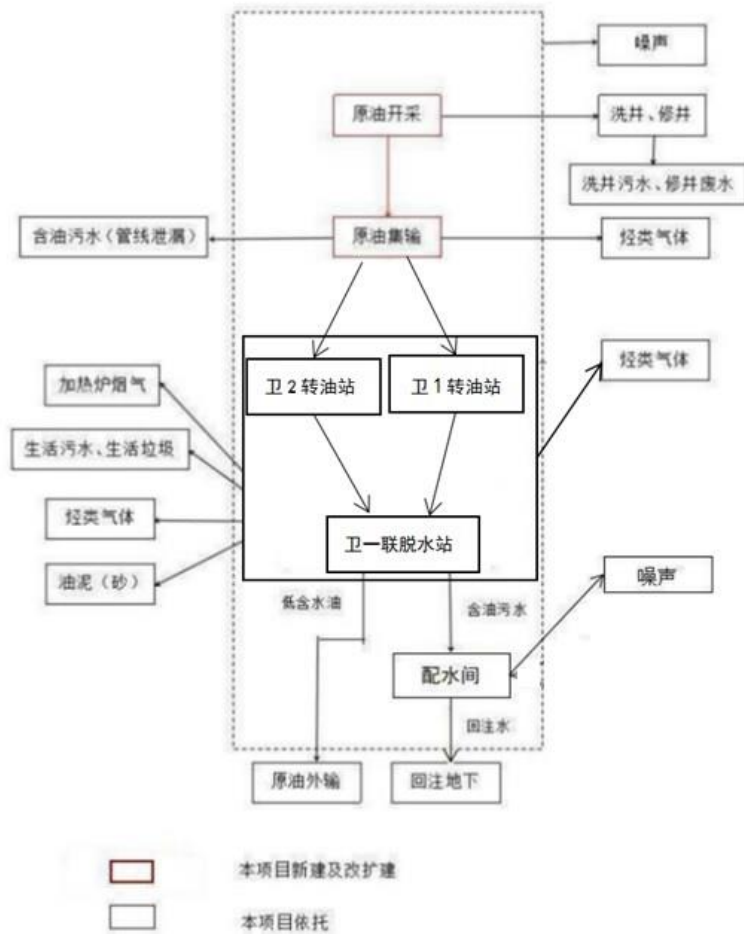 噪声
原油开采
洗井、修井
洗井污水、修井废水
含油污水（管线泄漏）
原油集输
烃类气体
卫2转油站
卫1转油站
烃类气体
加热炉烟气
生活污水、生活垃圾
烃类气体
卫一联脱水站
油泥（砂）
低含水油
含油污水
噪声
配水间
回注水
原油外输
回注地下
本项目新建及改扩建
本项目依托